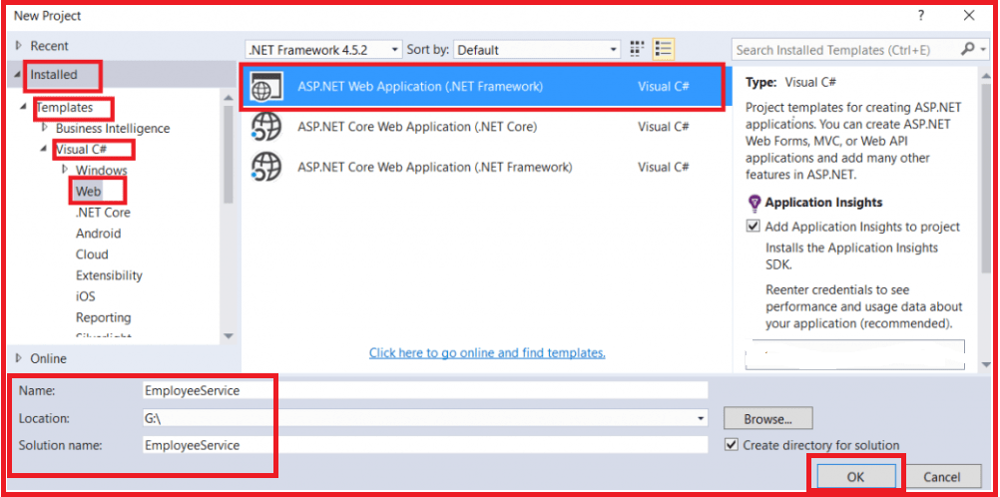 New Project
?
Recent
.NET Framework 4.5.2
Sort by:
Default
Search Installed Templates (Ctrl+E)
Installed
Templates
Business Intelligence
Visual C#
Windows
Web
.NET Core
Android
Cloud
Extensibility
iOS
Reporting
Silverlight
Online
ASP.NET Web Application (.NET Framework)
Visual C#
ASP.NET Core Web Application (.NET Core)
Visual C#
ASP.NET Core Web Application (.NET Framework)
Visual C#
Click here to go online and find templates.
Type: Visual C#
Project templates for creating ASP.NET
applications. You can create ASP.NET
Web Forms, MVC, or Web API
applications and add many other
features in ASP.NET.
Application Insights
Add Application Insights to project
Installs the Application Insights
SDK.
Reenter credentials to see
performance and usage data about
your application (recommended).
Name:
EmployeeService
Location:
G:\
Browse...
Solution name:
EmployeeService
Create directory for solution
OK
Cancel